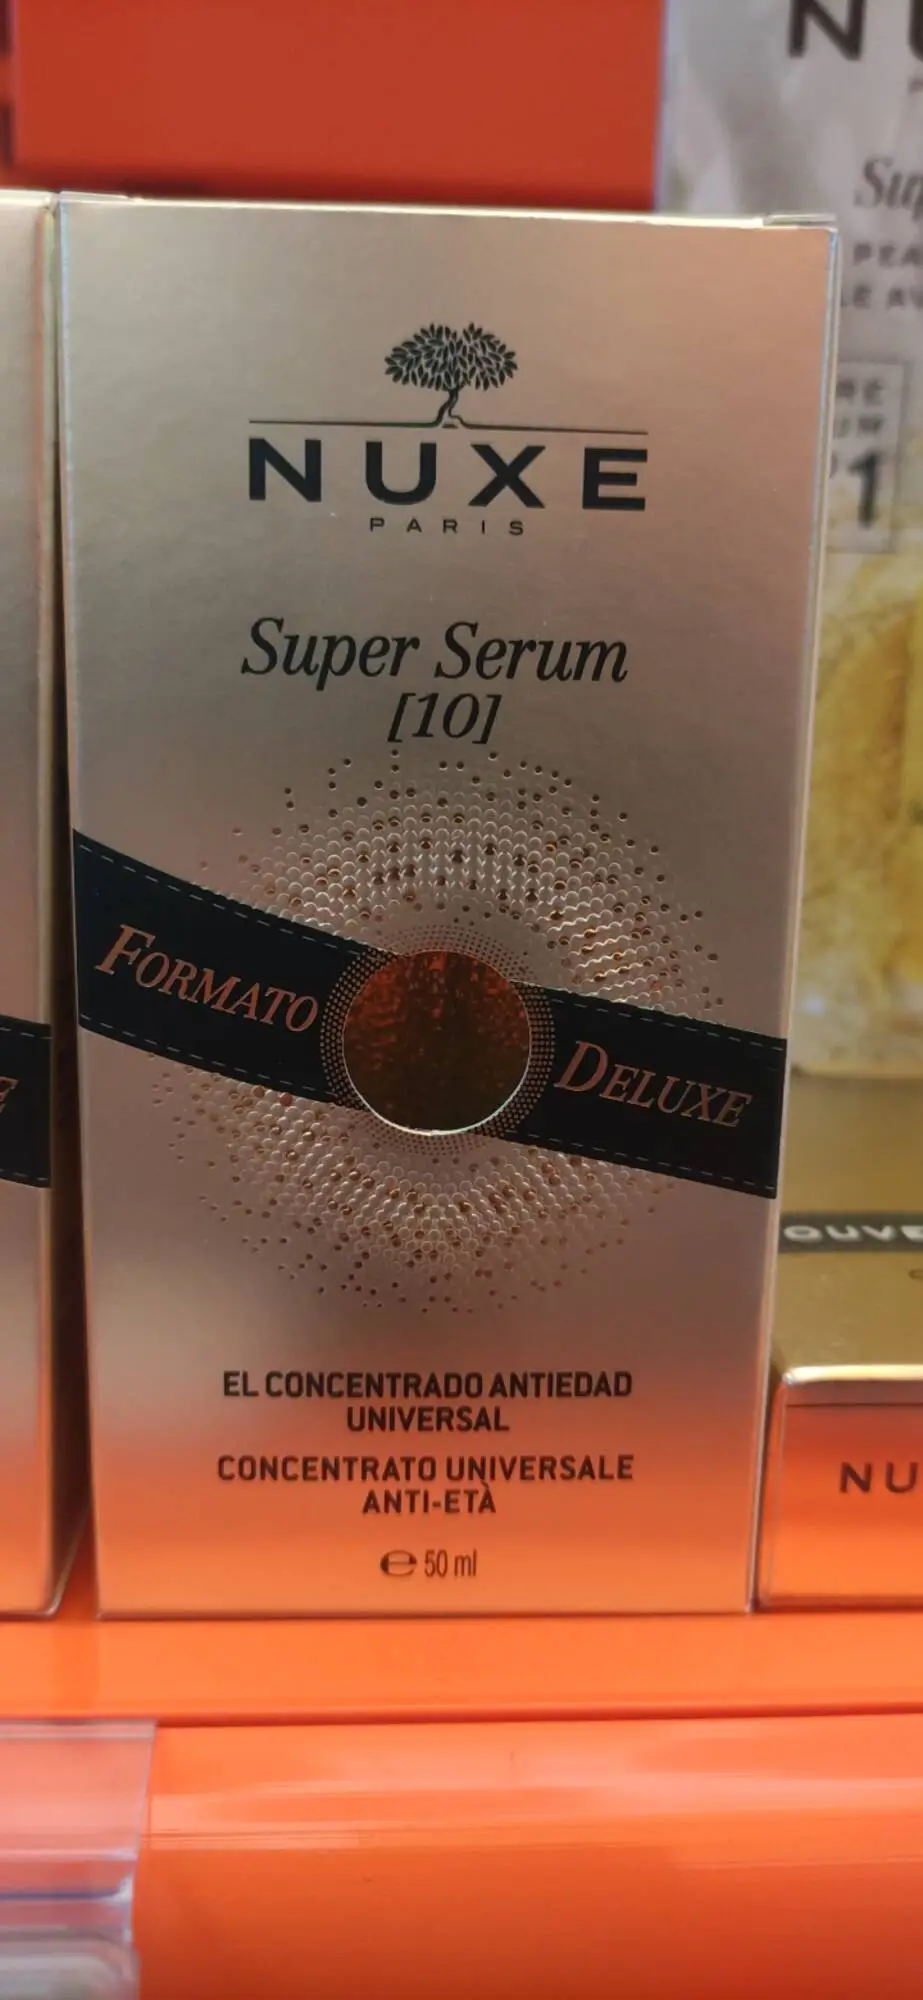 NUXE
PARIS
Super Serum
[10]
FORMATO DELUXE
EL CONCENTRADO ANTIEDAD
UNIVERSAL
CONCENTRATO UNIVERSALE
ANTI-ETÀ
℮ 50 ml